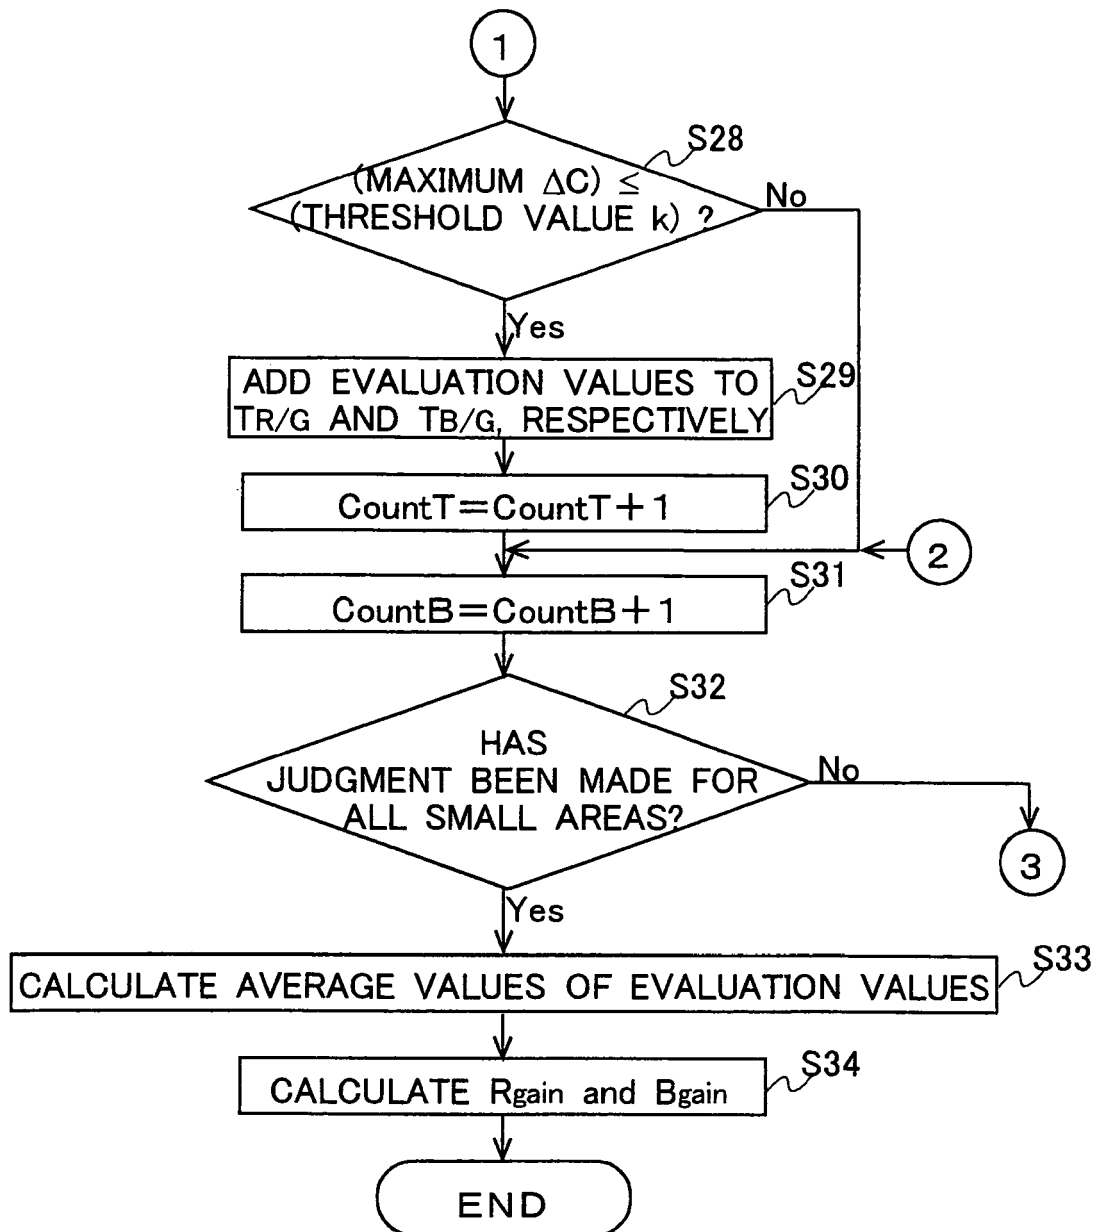 1
S28
(MAXIMUM ΔC) ≤
(THRESHOLD VALUE k) ?
No
Yes
ADD EVALUATION VALUES TO
TR/G AND TB/G, RESPECTIVELY
S29
S30
CountT=CountT+1
2
S31
CountB=CountB+1
S32
HAS
JUDGMENT BEEN MADE FOR
ALL SMALL AREAS?
No
3
Yes
S33
CALCULATE AVERAGE VALUES OF EVALUATION VALUES
S34
CALCULATE Rgain and Bgain
END